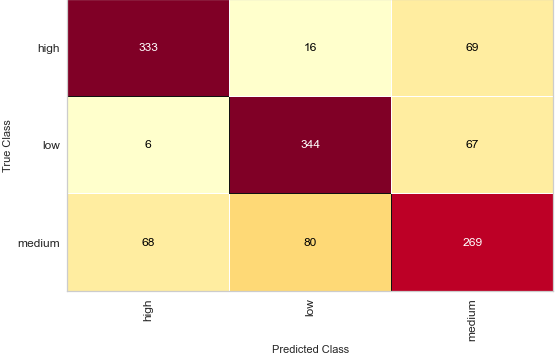 high 333 16 69
low 6 344 67
medium 68 80 269
high low medium
True Class
Predicted Class